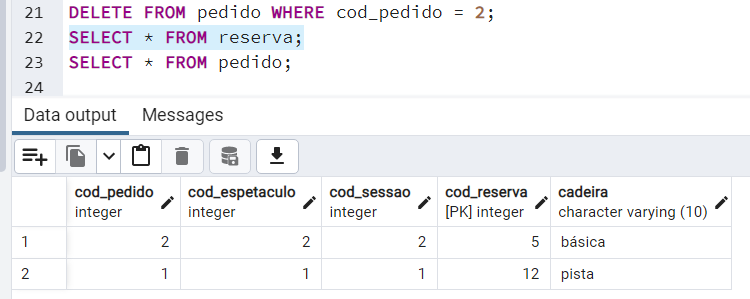 21 DELETE FROM pedido WHERE cod_pedido = 2;
22 SELECT * FROM reserva;
23 SELECT * FROM pedido;
24
Data output Messages
cod_pedido cod_espetaculo cod_sessao cod_reserva cadeira
integer integer integer [PK] integer character varying (10)
1 2 2 2 5 básica
2 1 1 1 12 pista